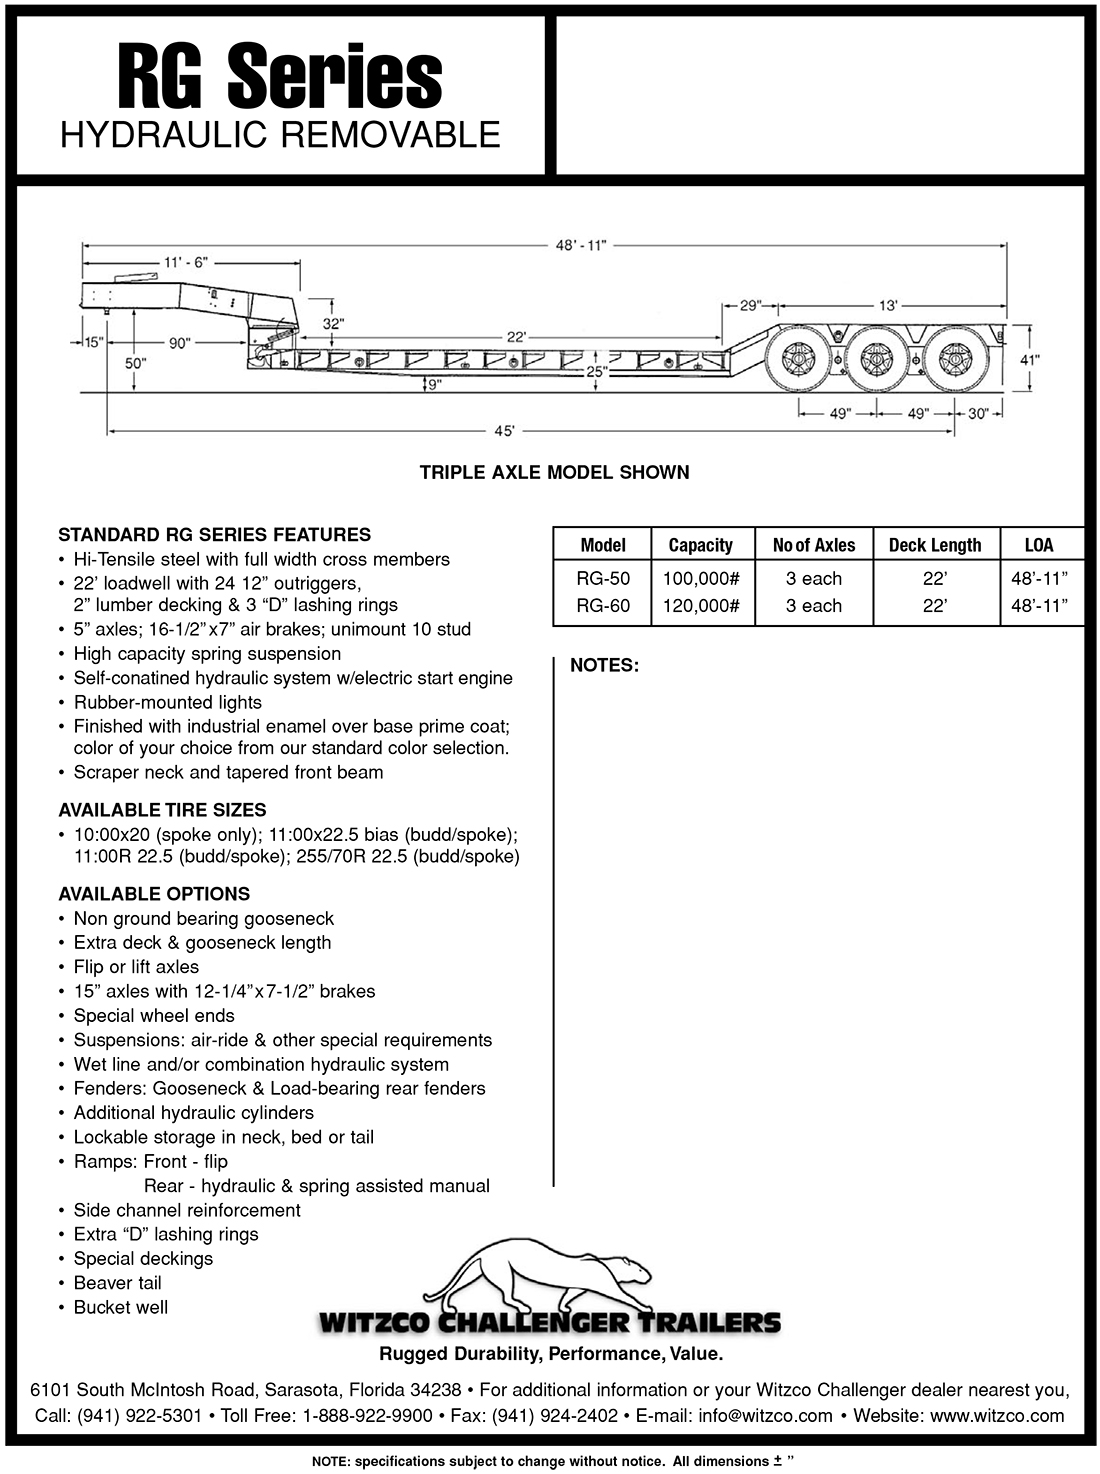 RG Series
HYDRAULIC REMOVABLE
48' - 11"
11' - 6"
29"
13'
32"
22'
15"
90"
50"
41"
25"
9"
49"
49"
30"
45'
TRIPLE AXLE MODEL SHOWN
STANDARD RG SERIES FEATURES
• Hi-Tensile steel with full width cross members
• 22’ loadwell with 24 12” outriggers,
2” lumber decking & 3 “D” lashing rings
• 5” axles; 16-1/2”x7” air brakes; unimount 10 stud
• High capacity spring suspension
• Self-conatined hydraulic system w/electric start engine
• Rubber-mounted lights
• Finished with industrial enamel over base prime coat;
color of your choice from our standard color selection.
• Scraper neck and tapered front beam
AVAILABLE TIRE SIZES
• 10:00x20 (spoke only); 11:00x22.5 bias (budd/spoke);
11:00R 22.5 (budd/spoke); 255/70R 22.5 (budd/spoke)
AVAILABLE OPTIONS
• Non ground bearing gooseneck
• Extra deck & gooseneck length
• Flip or lift axles
• 15” axles with 12-1/4”x7-1/2” brakes
• Special wheel ends
• Suspensions: air-ride & other special requirements
• Wet line and/or combination hydraulic system
• Fenders: Gooseneck & Load-bearing rear fenders
• Additional hydraulic cylinders
• Lockable storage in neck, bed or tail
• Ramps: Front - flip
Rear - hydraulic & spring assisted manual
• Side channel reinforcement
• Extra “D” lashing rings
• Special deckings
• Beaver tail
• Bucket well
Model Capacity No of Axles Deck Length LOA
RG-50 100,000# 3 each 22’ 48’-11”
RG-60 120,000# 3 each 22’ 48’-11”
NOTES:
WITZCO CHALLENGER TRAILERS
Rugged Durability, Performance, Value.
6101 South McIntosh Road, Sarasota, Florida 34238 • For additional information or your Witzco Challenger dealer nearest you,
Call: (941) 922-5301 • Toll Free: 1-888-922-9900 • Fax: (941) 924-2402 • E-mail: info@witzco.com • Website: www.witzco.com
NOTE: specifications subject to change without notice. All dimensions ± ”